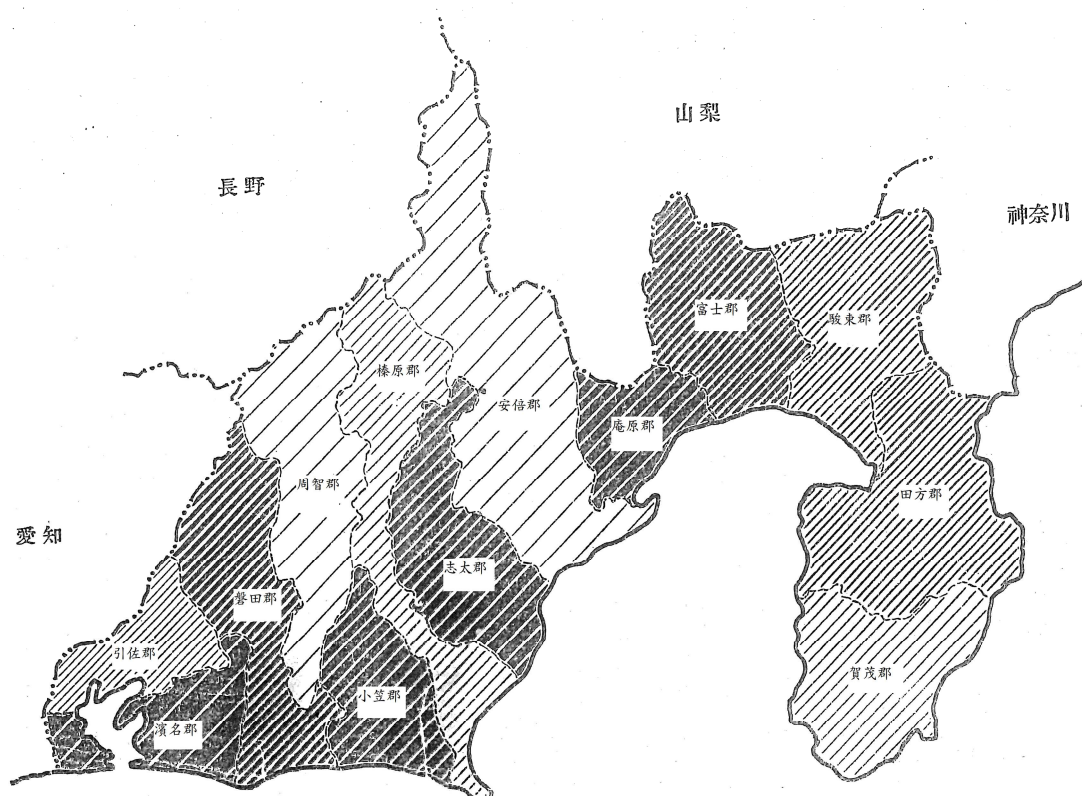 山梨
長野
神奈川
富士郡
駿東郡
榛原郡
安倍郡
庵原郡
周智郡
田方郡
愛知
志太郡
磐田郡
引佐郡
賀茂郡
小笠郡
濱名郡